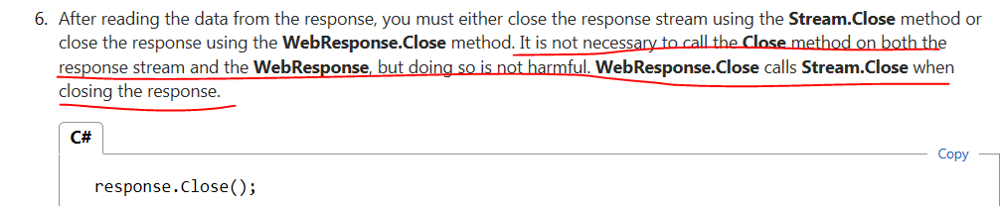 6. After reading the data from the response, you must either close the response stream using the Stream.Close method or
close the response using the WebResponse.Close method. It is not necessary to call the Close method on both the
response stream and the WebResponse, but doing so is not harmful. WebResponse.Close calls Stream.Close when
closing the response.
C#
Copy
response.Close();